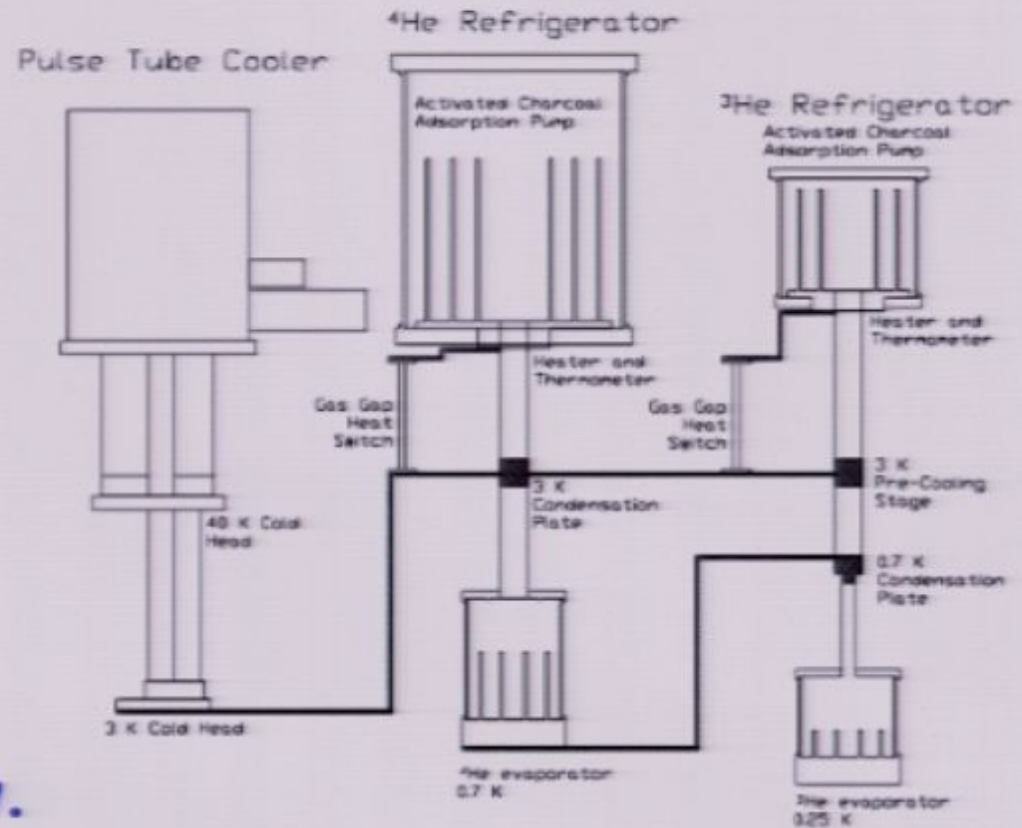 ⁴He Refrigerator
Pulse Tube Cooler
Activated Charcoal
Adsorption Pump
³He Refrigerator
Activated Charcoal
Adsorption Pump
Heater and
Thermometer
Heater and
Thermometer
Gas Gap
Heat
Switch
Gas Gap
Heat
Switch
3 K
Condensation
Plate
3 K
Pre-Cooling
Stage
40 K Cold
Head
0.7 K
Condensation
Plate
3 K Cold Head
⁴He evaporator
0.7 K
³He evaporator
0.25 K